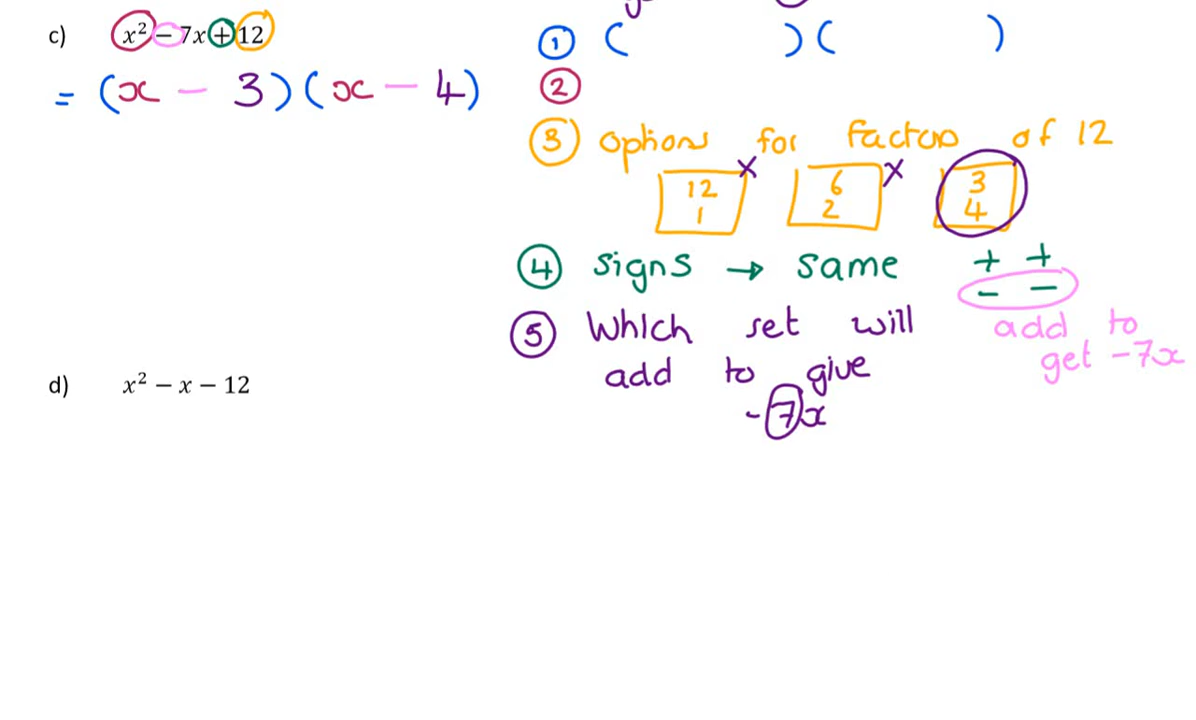 c) x² − 7x + 12
= (x − 3)(x − 4)
① ( )( )
②
③ options for factors of 12
12 1 x 6 2 x 3 4
④ signs → same + +
− −
⑤ Which set will add to give -7x
add to get -7x
d) x² − x − 12